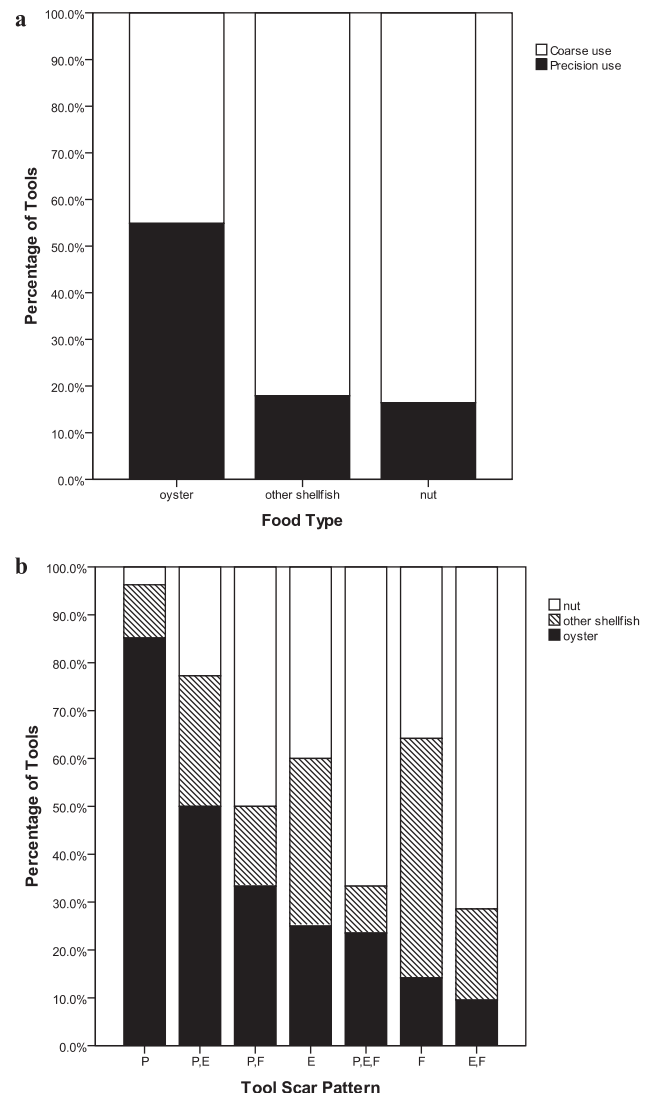 a
100.0%
90.0%
80.0%
70.0%
60.0%
50.0%
40.0%
30.0%
20.0%
10.0%
0.0%
Percentage of Tools
oyster other shellfish nut
Food Type
Coarse use
Precision use
b
100.0%
90.0%
80.0%
70.0%
60.0%
50.0%
40.0%
30.0%
20.0%
10.0%
0.0%
Percentage of Tools
P P,E P,F E P,E,F F E,F
Tool Scar Pattern
nut
other shellfish
oyster